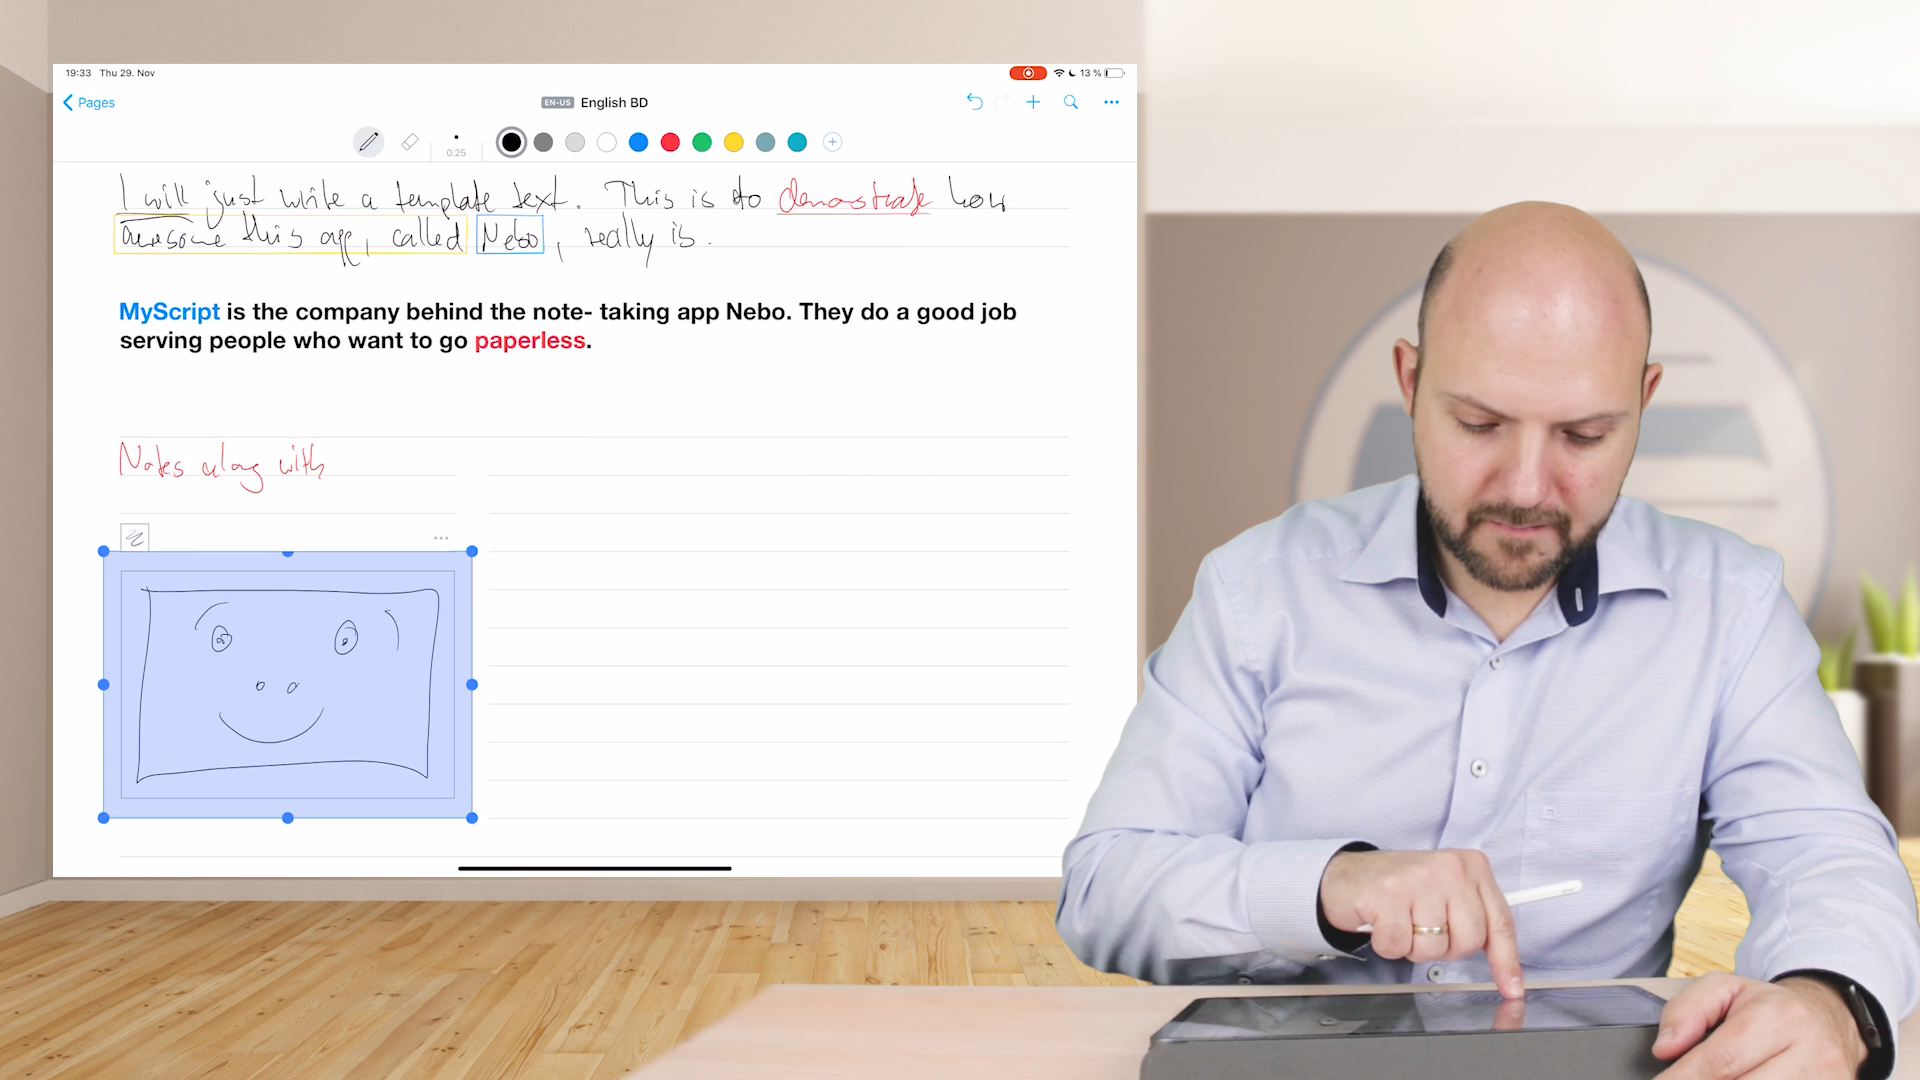 19:33 Thu 29. Nov
13 %
Pages
EN-US English BD
0.25
I will just write a template text. This is to demostrate how
awesome this app, called Nebo, really is.
MyScript is the company behind the note- taking app Nebo. They do a good job
serving people who want to go paperless.
Notes along with